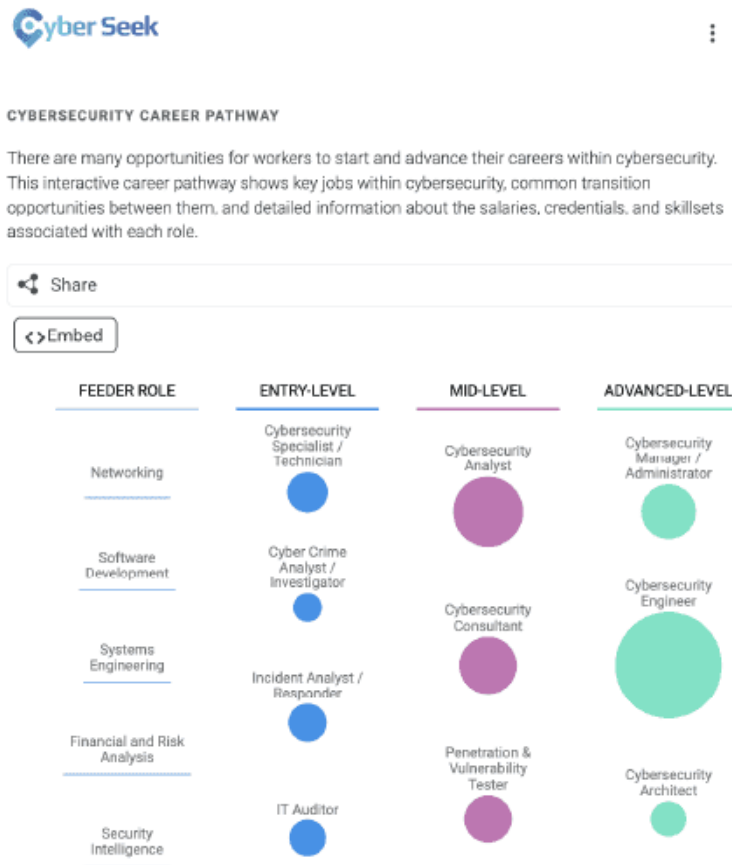 Cyber Seek
CYBERSECURITY CAREER PATHWAY
There are many opportunities for workers to start and advance their careers within cybersecurity.
This interactive career pathway shows key jobs within cybersecurity, common transition
opportunities between them, and detailed information about the salaries, credentials, and skillsets
associated with each role.
Share
<>Embed
FEEDER ROLE
Networking
Software
Development
Systems
Engineering
Financial and Risk
Analysis
Security
Intelligence
ENTRY-LEVEL
Cybersecurity
Specialist /
Technician
Cyber Crime
Analyst /
Investigator
Incident Analyst /
Responder
IT Auditor
MID-LEVEL
Cybersecurity
Analyst
Cybersecurity
Consultant
Penetration &
Vulnerability
Tester
ADVANCED-LEVEL
Cybersecurity
Manager /
Administrator
Cybersecurity
Engineer
Cybersecurity
Architect